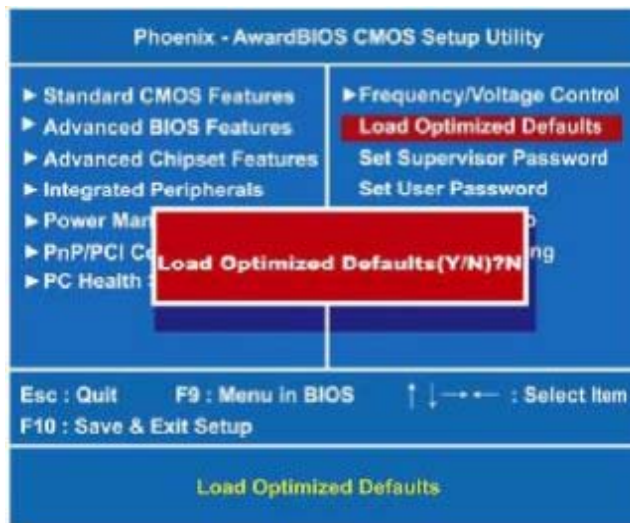 Phoenix - AwardBIOS CMOS Setup Utility
▶ Standard CMOS Features
▶ Advanced BIOS Features
▶ Advanced Chipset Features
▶ Integrated Peripherals
▶ Power Man
▶ PnP/PCI C
▶ PC Health
▶ Frequency/Voltage Control
Load Optimized Defaults
Set Supervisor Password
Set User Password
ng
Load Optimized Defaults(Y/N)?N
Esc : Quit F9 : Menu in BIOS ↑ ↓ → ← : Select Item
F10 : Save & Exit Setup
Load Optimized Defaults